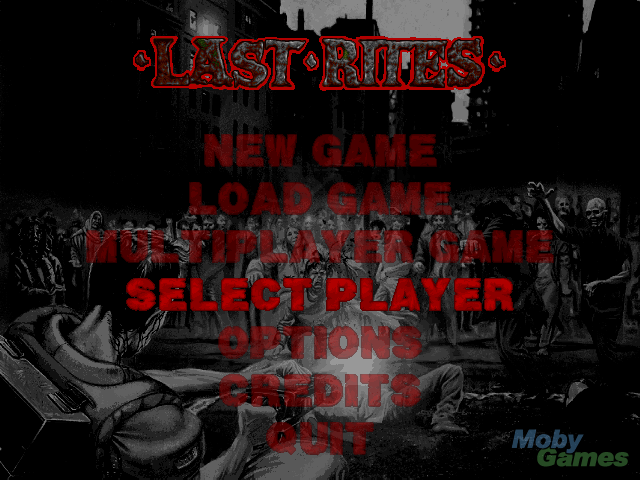 ·LAST·RITES·
NEW GAME
LOAD GAME
MULTIPLAYER GAME
SELECT PLAYER
OPTIONS
CREDITS
QUIT
Moby
Games